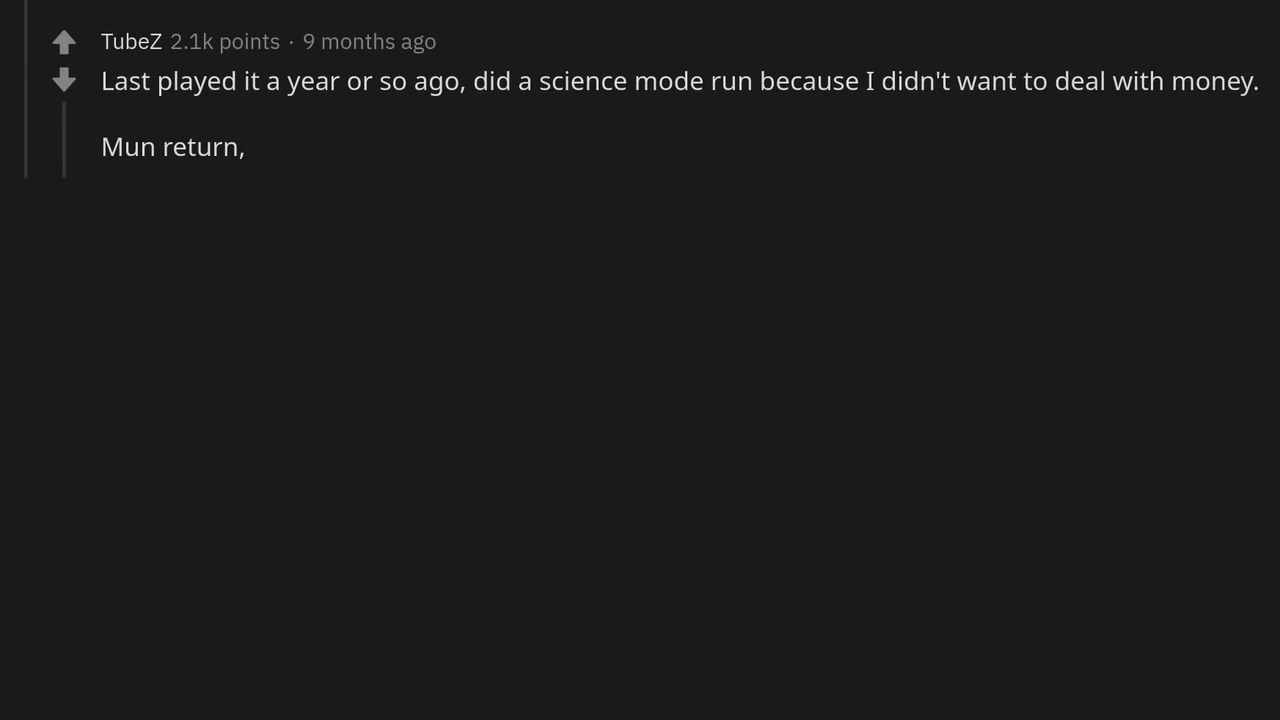 TubeZ 2.1k points · 9 months ago
Last played it a year or so ago, did a science mode run because I didn't want to deal with money.
Mun return,